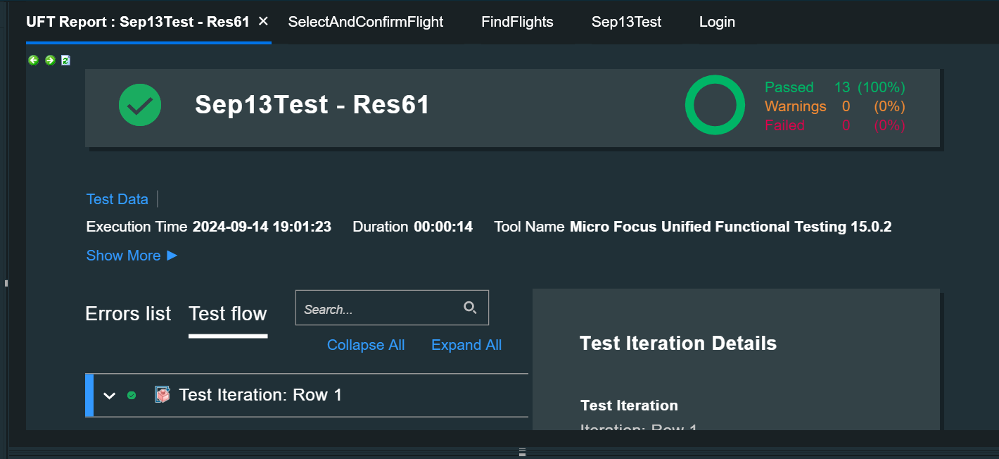 UFT Report : Sep13Test - Res61 × SelectAndConfirmFlight FindFlights Sep13Test Login
Sep13Test - Res61
Passed 13 (100%)
Warnings 0 (0%)
Failed 0 (0%)
Test Data
Execution Time 2024-09-14 19:01:23 Duration 00:00:14 Tool Name Micro Focus Unified Functional Testing 15.0.2
Show More ▶
Errors list Test flow
Search...
Collapse All Expand All
Test Iteration: Row 1
Test Iteration Details
Test Iteration
Iteration: Row 1